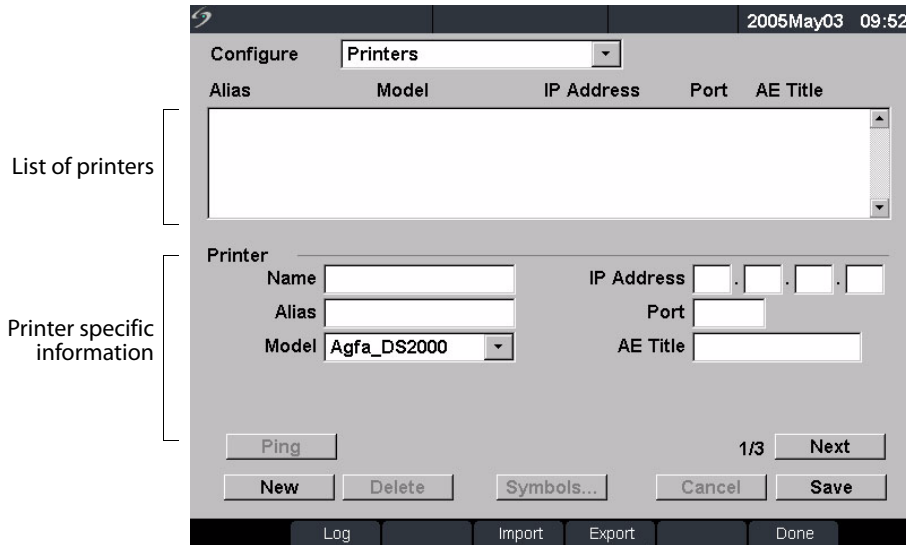 2005May03 09:52
Configure Printers
Alias Model IP Address Port AE Title
List of printers
Printer
Name IP Address . . .
Alias Port
Printer specific information
Model Agfa_DS2000 AE Title
Ping 1/3 Next
New Delete Symbols... Cancel Save
Log Import Export Done